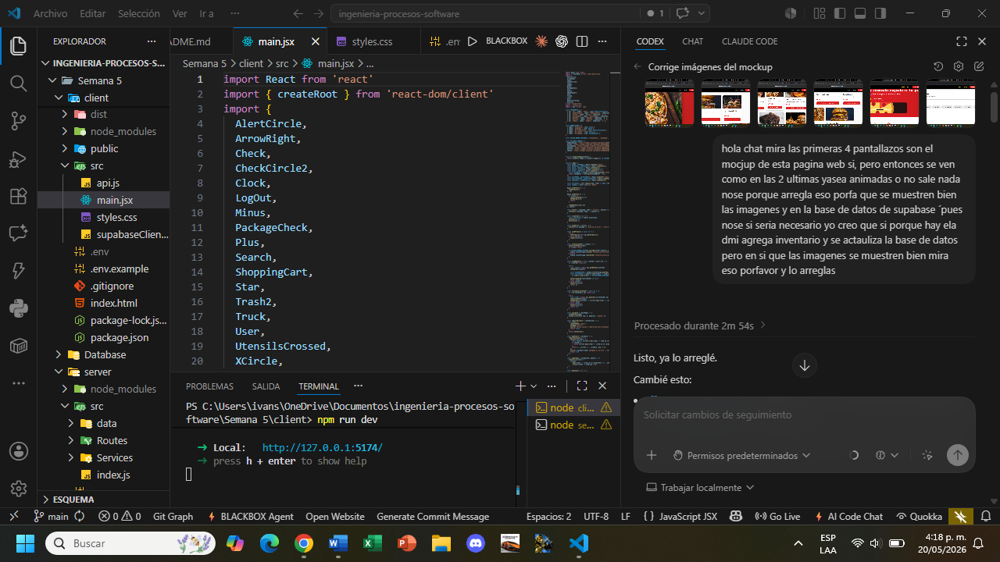 Archivo Editar Selección Ver Ir a ··· ingenieria-procesos-software 1
EXPLORADOR
INGENIERIA-PROCESOS-S...
Semana 5
client
dist
node_modules
public
src
api.js
main.jsx
styles.css
supabaseClien...
.env
.env.example
.gitignore
index.html
package-lock.js...
package.json
Database
server
node_modules
src
data
Routes
Services
index.js
ESQUEMA
DME.md main.jsx styles.css .en BLACKBOX
Semana 5 > client > src > main.jsx > ...
1 import React from 'react'
2 import { createRoot } from 'react-dom/client'
3 import {
4 AlertCircle,
5 ArrowRight,
6 Check,
7 CheckCircle2,
8 Clock,
9 LogOut,
10 Minus,
11 PackageCheck,
12 Plus,
13 Search,
14 ShoppingCart,
15 Star,
16 Trash2,
17 Truck,
18 User,
19 UtensilsCrossed,
20 XCircle,
PROBLEMAS SALIDA TERMINAL ···
PS C:\Users\ivans\OneDrive\Documentos\ingenieria-procesos-so
ftware\Semana 5\client> npm run dev
➜ Local: http://127.0.0.1:5174/
➜ press h + enter to show help
node cli...
node se...
CODEX CHAT CLAUDE CODE
Corrige imágenes del mockup
hola chat mira las primeras 4 pantallazos son el
mocjup de esta pagina web si, pero entonces se ven
como en las 2 ultimas yasea aninadas o no sale nada
nose porque arregla eso porfa que se muestren bien
las imagenes y en la base de datos de supabase ´pues
nose si seria necesario yo creo que si porque hay ela
dmi agrega inventario y se actauliza la base de datos
pero en si que las imagenes se muestren bien mira
eso porfavor y lo arreglas
Procesado durante 2m 54s
Listo, ya lo arreglé.
Cambié esto:
Solicitar cambios de seguimiento
Permisos predeterminados
Trabajar localmente
main 0 0 Git Graph BLACKBOX Agent Open Website Generate Commit Message Espacios: 2 UTF-8 LF { } JavaScript JSX Go Live AI Code Chat Quokka
Buscar
ESP
LAA
4:18 p. m.
20/05/2026